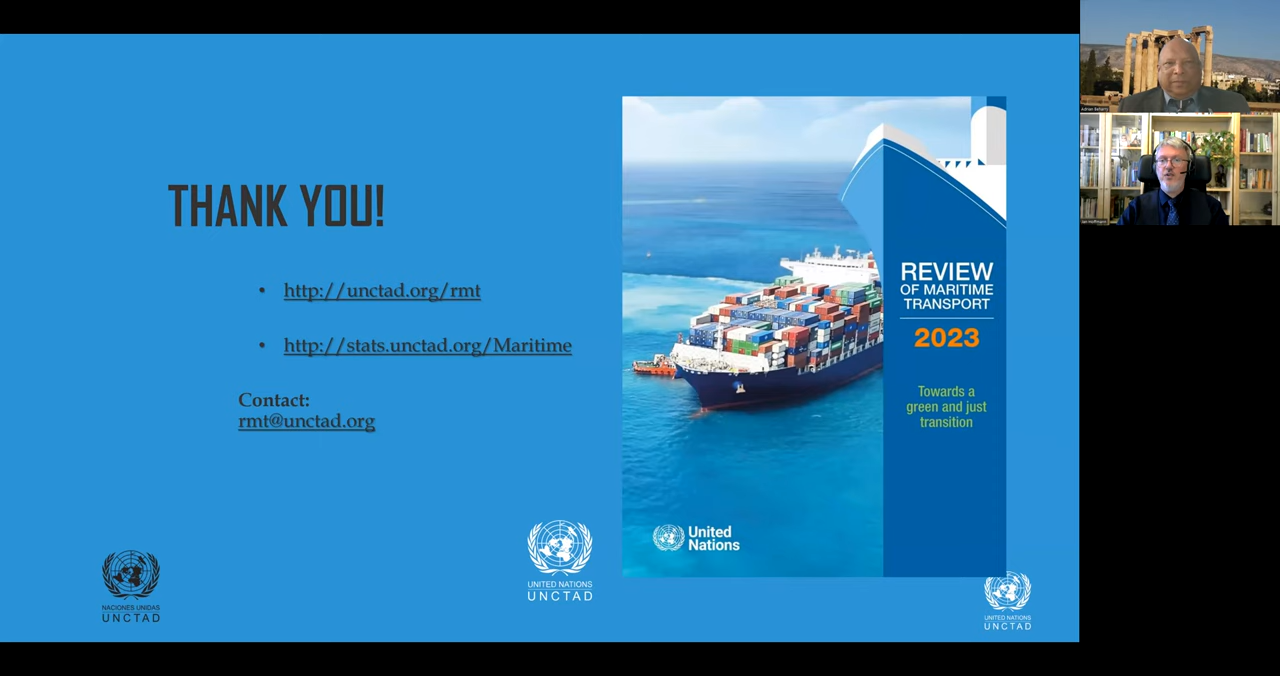 THANK YOU!
• http://unctad.org/rmt
• http://stats.unctad.org/Maritime
Contact:
rmt@unctad.org
REVIEW
OF MARITIME
TRANSPORT
2023
Towards a
green and just
transition
United
Nations
NACIONES UNIDAS
UNCTAD
UNITED NATIONS
UNCTAD
UNITED NATIONS
UNCTAD